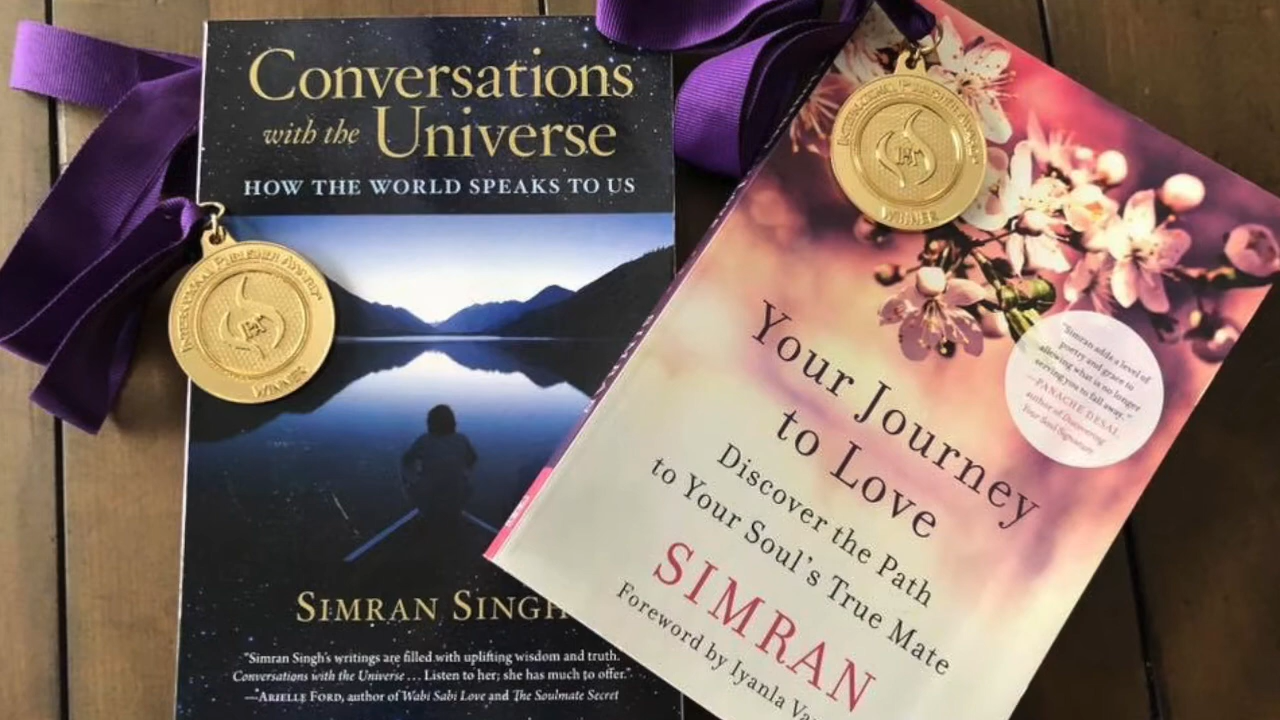 Conversations
with the Universe
HOW THE WORLD SPEAKS TO US
INDEPENDENT PUBLISHER AWARDS
WINNER
SIMRAN SINGH
"Simran Singh's writings are filled with uplifting wisdom and truth.
Conversations with the Universe ... Listen to her; she has much to offer."
—ARIELLE FORD, author of Wabi Sabi Love and The Soulmate Secret
WINNER
"Simran adds a level of
poetry and grace to
allowing what is no longer
serving you to fall away."
—PANACHE DESAI,
author of Discovering
Your Soul Signature
Your Journey
to Love
Discover the Path
to Your Soul's True Mate
SIMRAN
Foreword by Iyanla